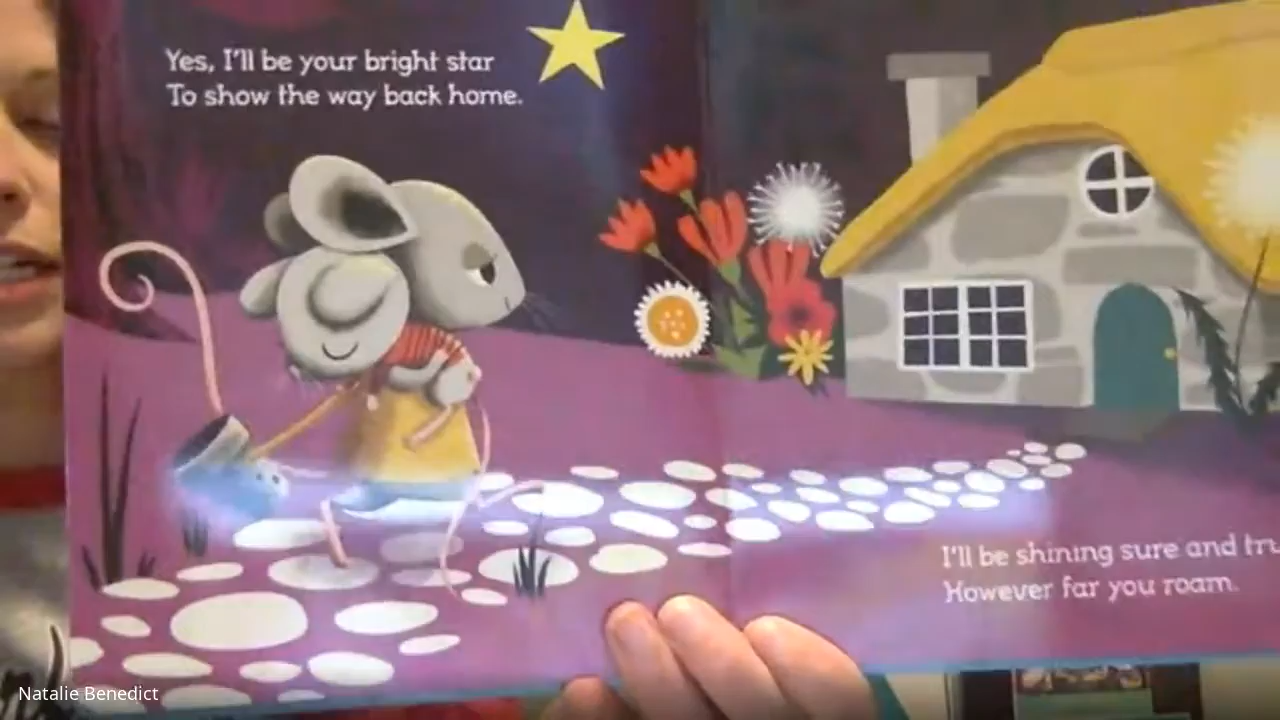 Yes, I'll be your bright star
To show the way back home.
I'll be shining sure and
However far you roam.
Natalie Benedict